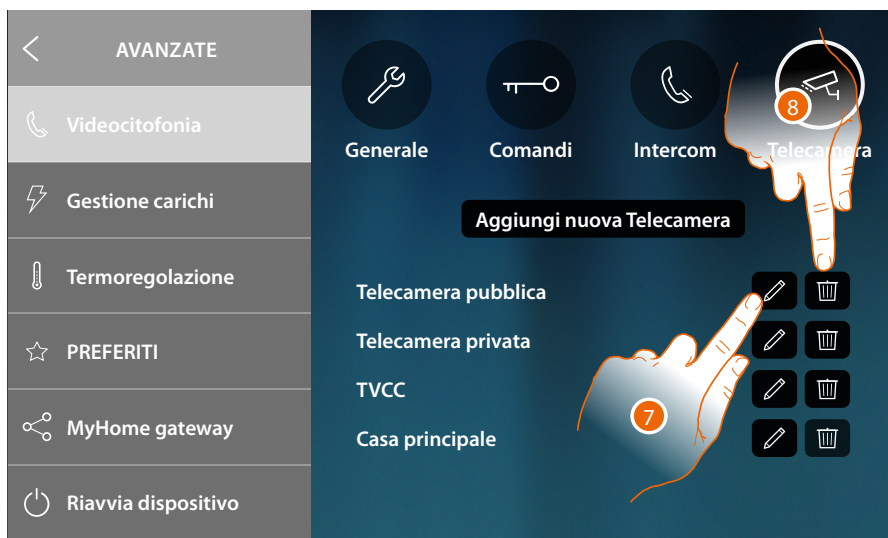 AVANZATE
Videocitofonia
Gestione carichi
Termoregolazione
PREFERITI
MyHome gateway
Riavvia dispositivo
Generale
Comandi
Intercom
Telecamera
8
Aggiungi nuova Telecamera
Telecamera pubblica
Telecamera privata
TVCC
Casa principale
7